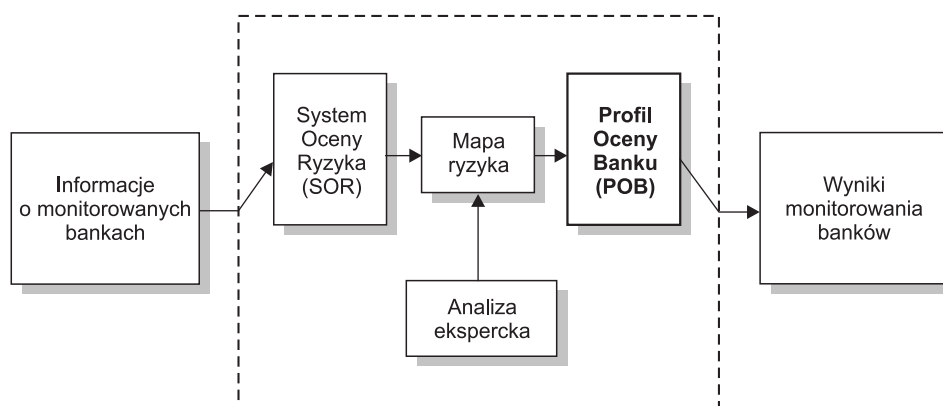 Informacje
o monitorowanych
bankach
System
Oceny
Ryzyka
(SOR)
Mapa
ryzyka
Analiza
ekspercka
Profil
Oceny
Banku
(POB)
Wyniki
monitorowania
banków